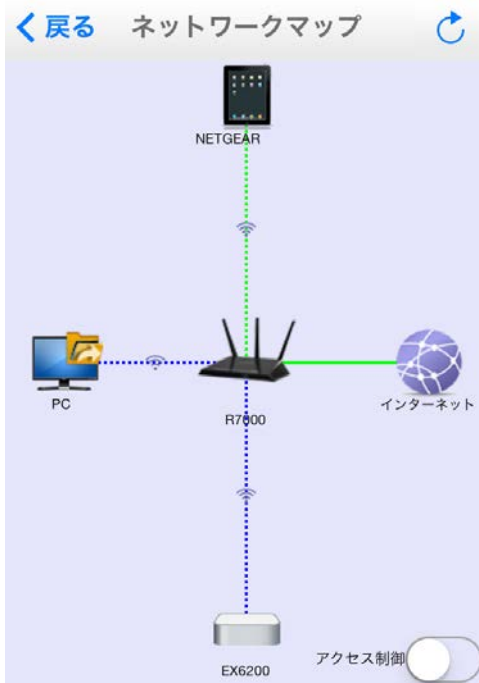 戻る ネットワークマップ
NETGEAR
PC
R7000
インターネット
アクセス制御
EX6200